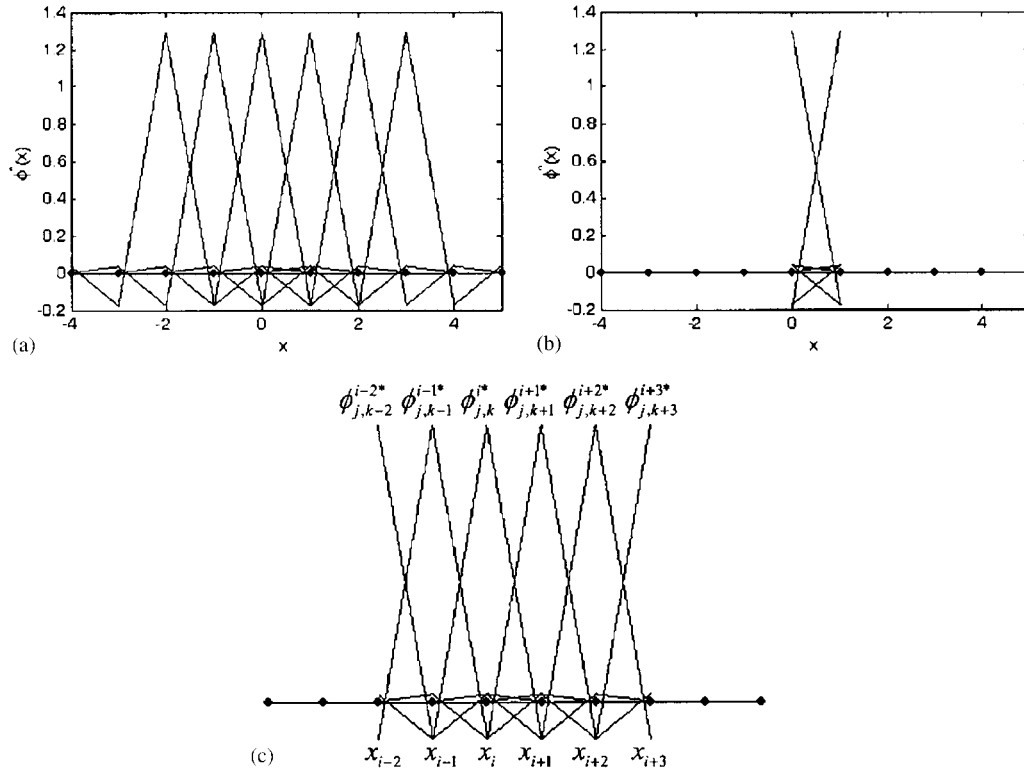 1.4
1.2
1
0.8
0.6
0.4
0.2
0
-0.2
-4 -2 0 2 4
x
ϕ*(x)
(a)
1.4
1.2
1
0.8
0.6
0.4
0.2
0
-0.2
-4 -2 0 2 4
x
(b)
ϕ^{i-2*}_{j,k-2} ϕ^{i-1*}_{j,k-1} ϕ^{i*}_{j,k} ϕ^{i+1*}_{j,k+1} ϕ^{i+2*}_{j,k+2} ϕ^{i+3*}_{j,k+3}
x_{i-2} x_{i-1} x_i x_{i+1} x_{i+2} x_{i+3}
(c)